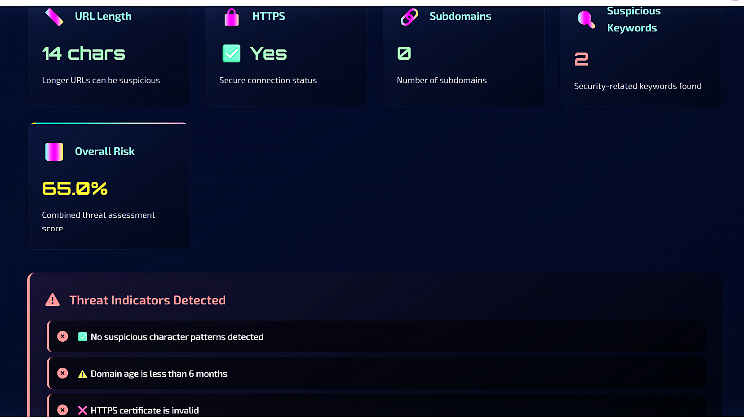 URL Length
14 chars
Longer URLs can be suspicious
HTTPS
Yes
Secure connection status
Subdomains
0
Number of subdomains
Suspicious
Keywords
2
Security-related keywords found
Overall Risk
65.0%
Combined threat assessment
score
Threat Indicators Detected
No suspicious character patterns detected
Domain age is less than 6 months
HTTPS certificate is invalid